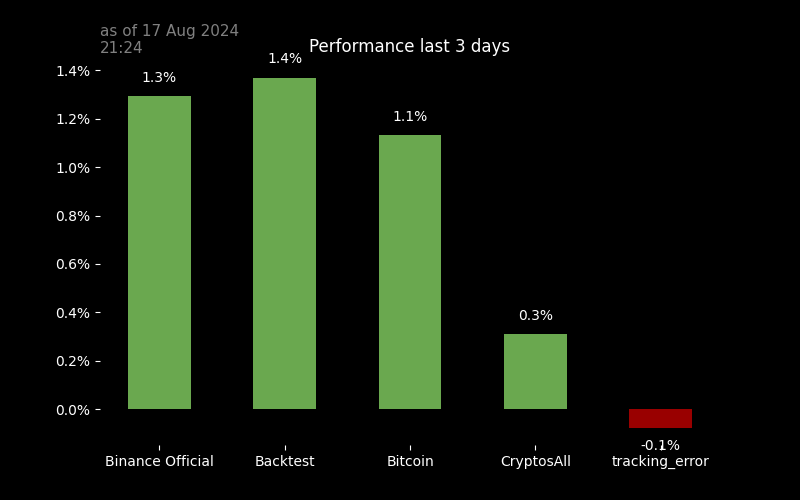 as of 17 Aug 2024
21:24
Performance last 3 days
1.4%
1.2%
1.0%
0.8%
0.6%
0.4%
0.2%
0.0%
1.3%
1.4%
1.1%
0.3%
-0.1%
Binance Official
Backtest
Bitcoin
CryptosAll
tracking_error